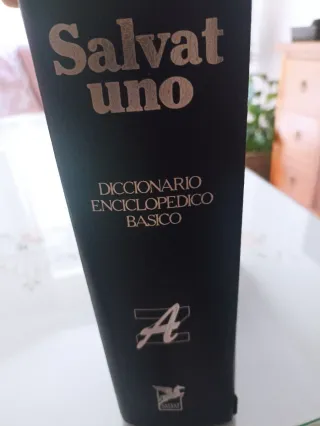 Salvat
uno
DICCIONARIO
ENCICLOPEDICO
BASICO
A
Z